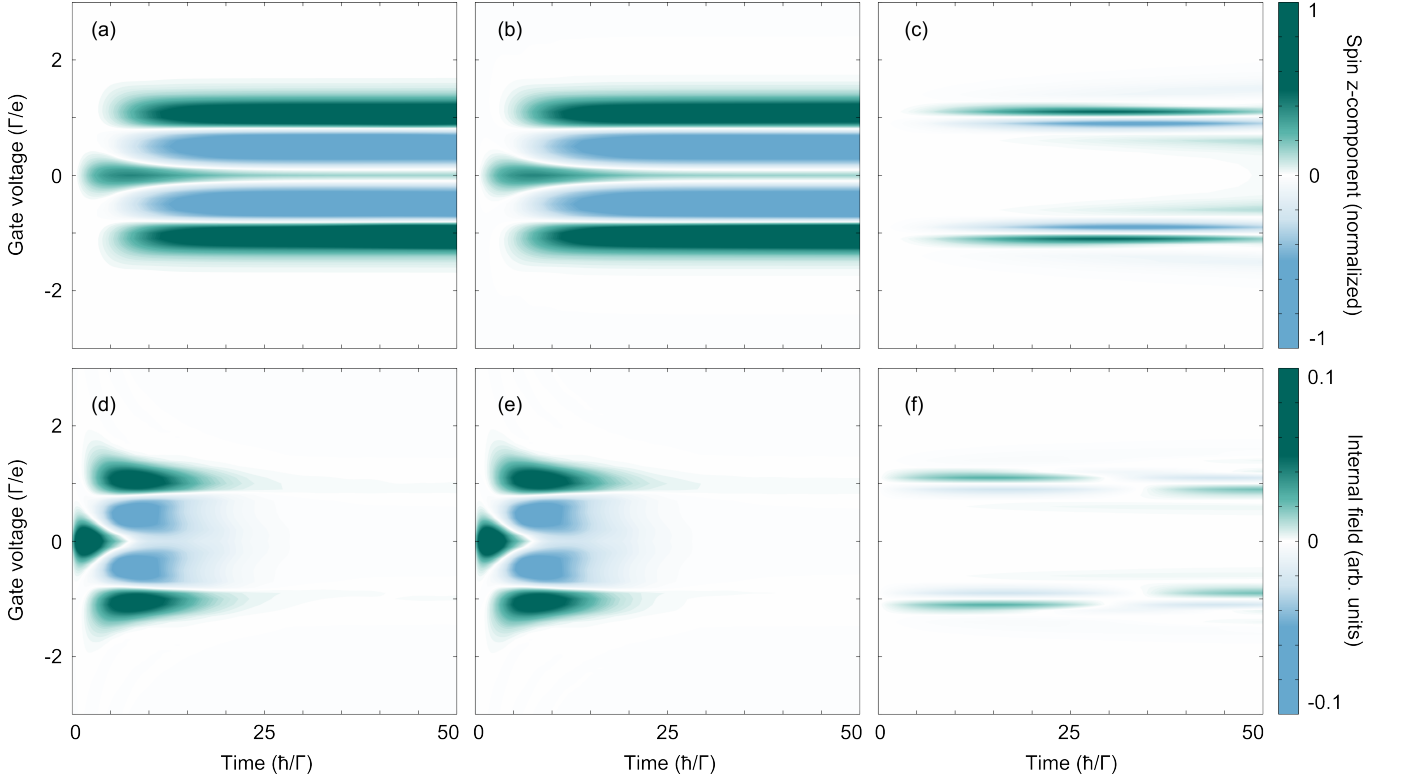 (a)
(b)
(c)
2
0
-2
Gate voltage (Γ/e)
1
0
-1
Spin z-component (normalized)
(d)
(e)
(f)
2
0
-2
Gate voltage (Γ/e)
0.1
0
-0.1
Internal field (arb. units)
0 25 50
0 25 50
0 25 50
Time (ħ/Γ)
Time (ħ/Γ)
Time (ħ/Γ)